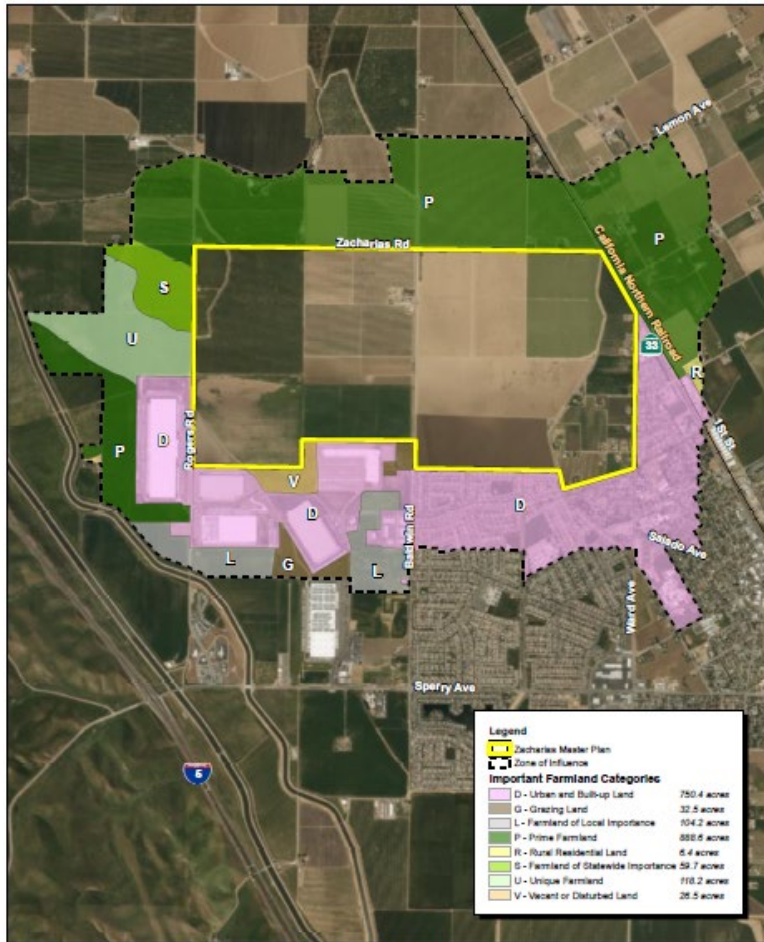 Lemon Ave
P
P
Zacharias Rd
California Northern Railroad
S
U
33
R
1St St
D
P
Rogers Rd
V
D
D
Baldwin Rd
Salado Ave
L
G
L
Ward Ave
Sperry Ave
5
Legend
Zacharias Master Plan
Zone of Influence
Important Farmland Categories
D - Urban and Built-up Land 750.4 acres
G - Grazing Land 32.5 acres
L - Farmland of Local Importance 104.2 acres
P - Prime Farmland 888.6 acres
R - Rural Residential Land 6.4 acres
S - Farmland of Statewide Importance 59.7 acres
U - Unique Farmland 118.2 acres
V - Vacant or Disturbed Land 26.5 acres